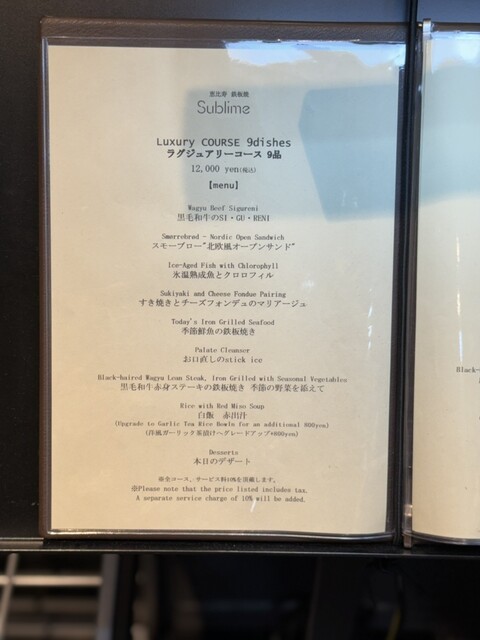 恵比寿 鉄板焼
Sublime
Luxury COURSE 9dishes
ラグジュアリーコース 9品
12,000 yen(税込)
【menu】
Wagyu Beef Sigureni
黒毛和牛のSI・GU・RENI
Smørrebrød - Nordic Open Sandwich
スモーブロー"北欧風オープンサンド"
Ice-Aged Fish with Chlorophyll
氷温熟成魚とクロロフィル
Sukiyaki and Cheese Fondue Pairing
すき焼きとチーズフォンデュのマリアージュ
Today's Iron Grilled Seafood
季節鮮魚の鉄板焼き
Palate Cleanser
お口直しのstick ice
Black-haired Wagyu Lean Steak, Iron Grilled with Seasonal Vegetables
黒毛和牛赤身ステーキの鉄板焼き 季節の野菜を添えて
Rice with Red Miso Soup
白飯 赤出汁
(Upgrade to Garlic Tea Rice Bowls for an additional 800yen)
(洋風ガーリック茶漬けへグレードアップ+800yen)
Desserts
本日のデザート
※全コース、サービス料10%を頂戴します。
※Please note that the price listed includes tax.
A separate service charge of 10% will be added.
Black-